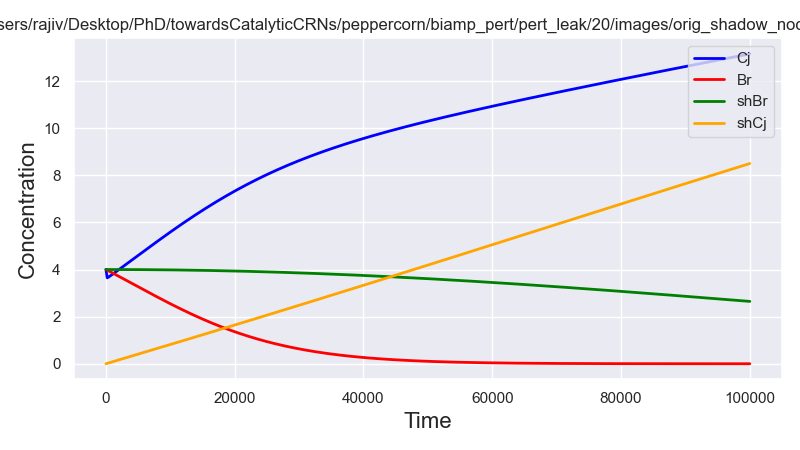 sers/rajiv/Desktop/PhD/towardsCatalyticCRNs/peppercorn/biamp_pert/pert_leak/20/images/orig_shadow_noc
Cj
Br
shBr
shCj
Concentration
12
10
8
6
4
2
0
0 20000 40000 60000 80000 100000
Time